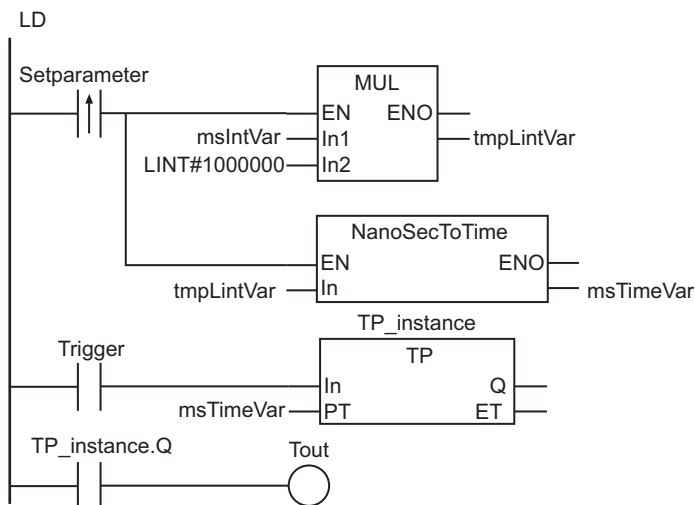 LD
Setparameter
MUL
EN ENO
msIntVar In1 tmpLintVar
LINT#1000000 In2
NanoSecToTime
EN ENO
tmpLintVar In msTimeVar
TP_instance
Trigger TP
In Q
msTimeVar PT ET
TP_instance.Q Tout